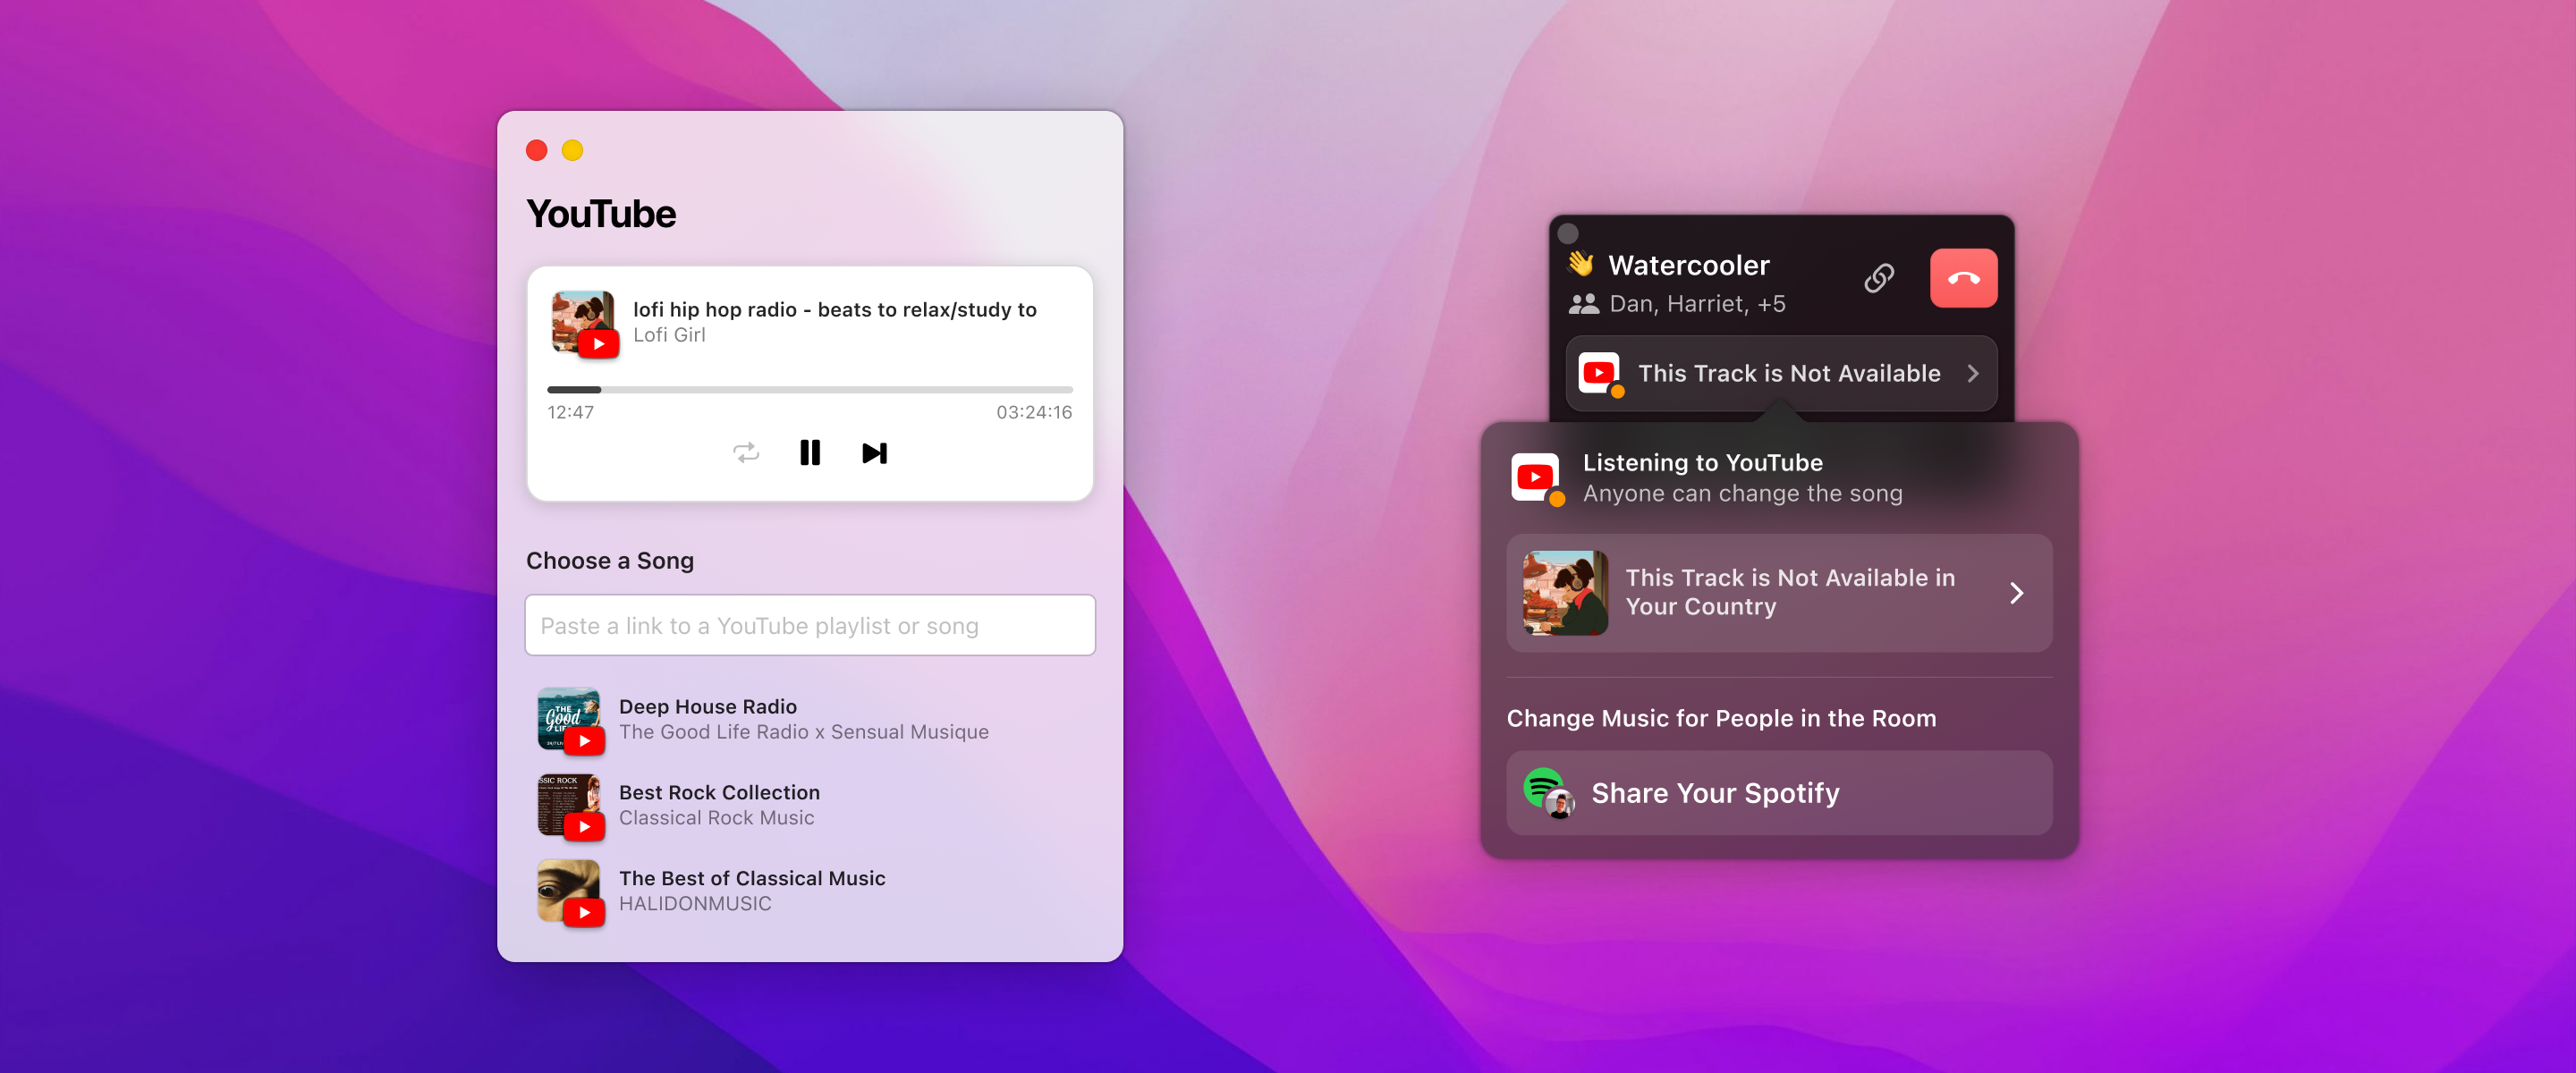 YouTube
lofi hip hop radio - beats to relax/study to
Lofi Girl
12:47
03:24:16
Choose a Song
Paste a link to a YouTube playlist or song
THE
Good
Deep House Radio
The Good Life Radio x Sensual Musique
SSIC ROCK
Best Rock Collection
Classical Rock Music
The Best of Classical Music
HALIDONMUSIC
👋 Watercooler
Dan, Harriet, +5
This Track is Not Available
Listening to YouTube
Anyone can change the song
This Track is Not Available in
Your Country
Change Music for People in the Room
Share Your Spotify